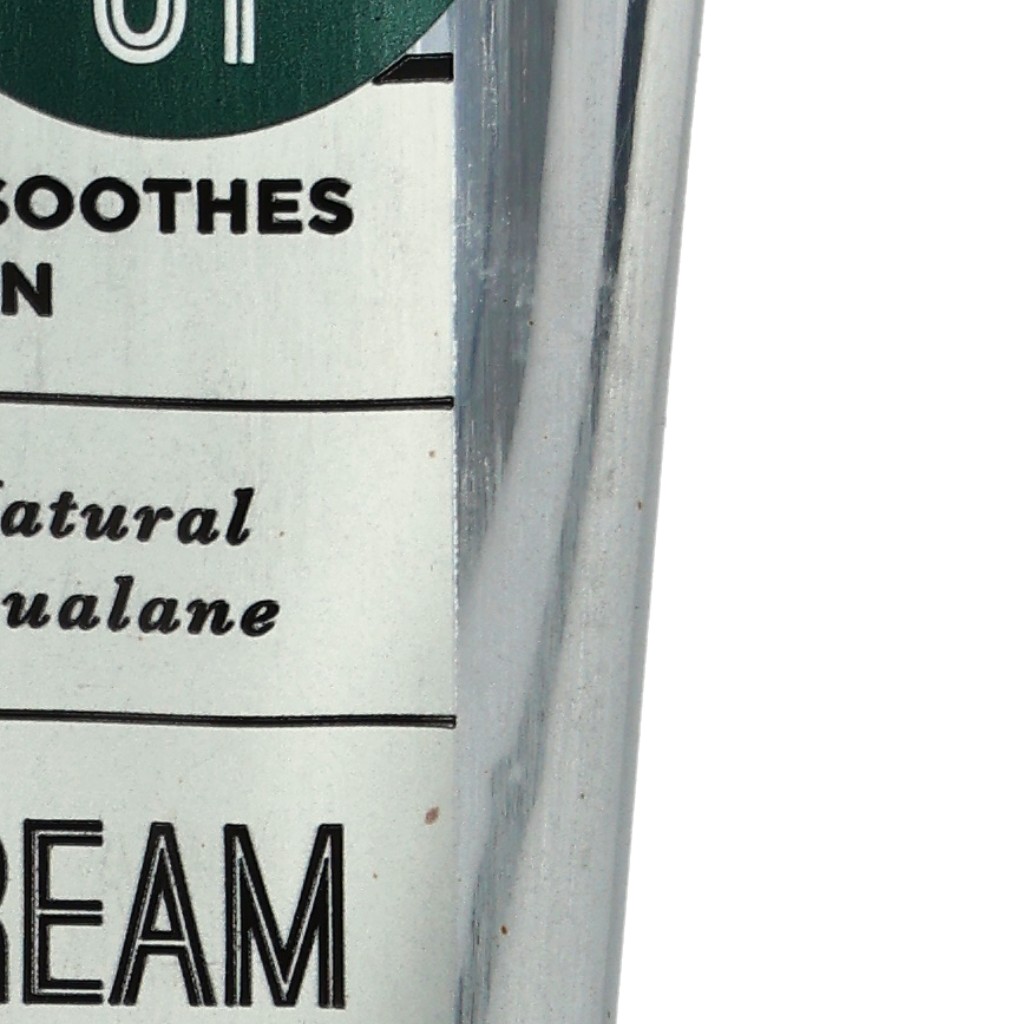 SOOTHES
N
atural
ualane
REAM